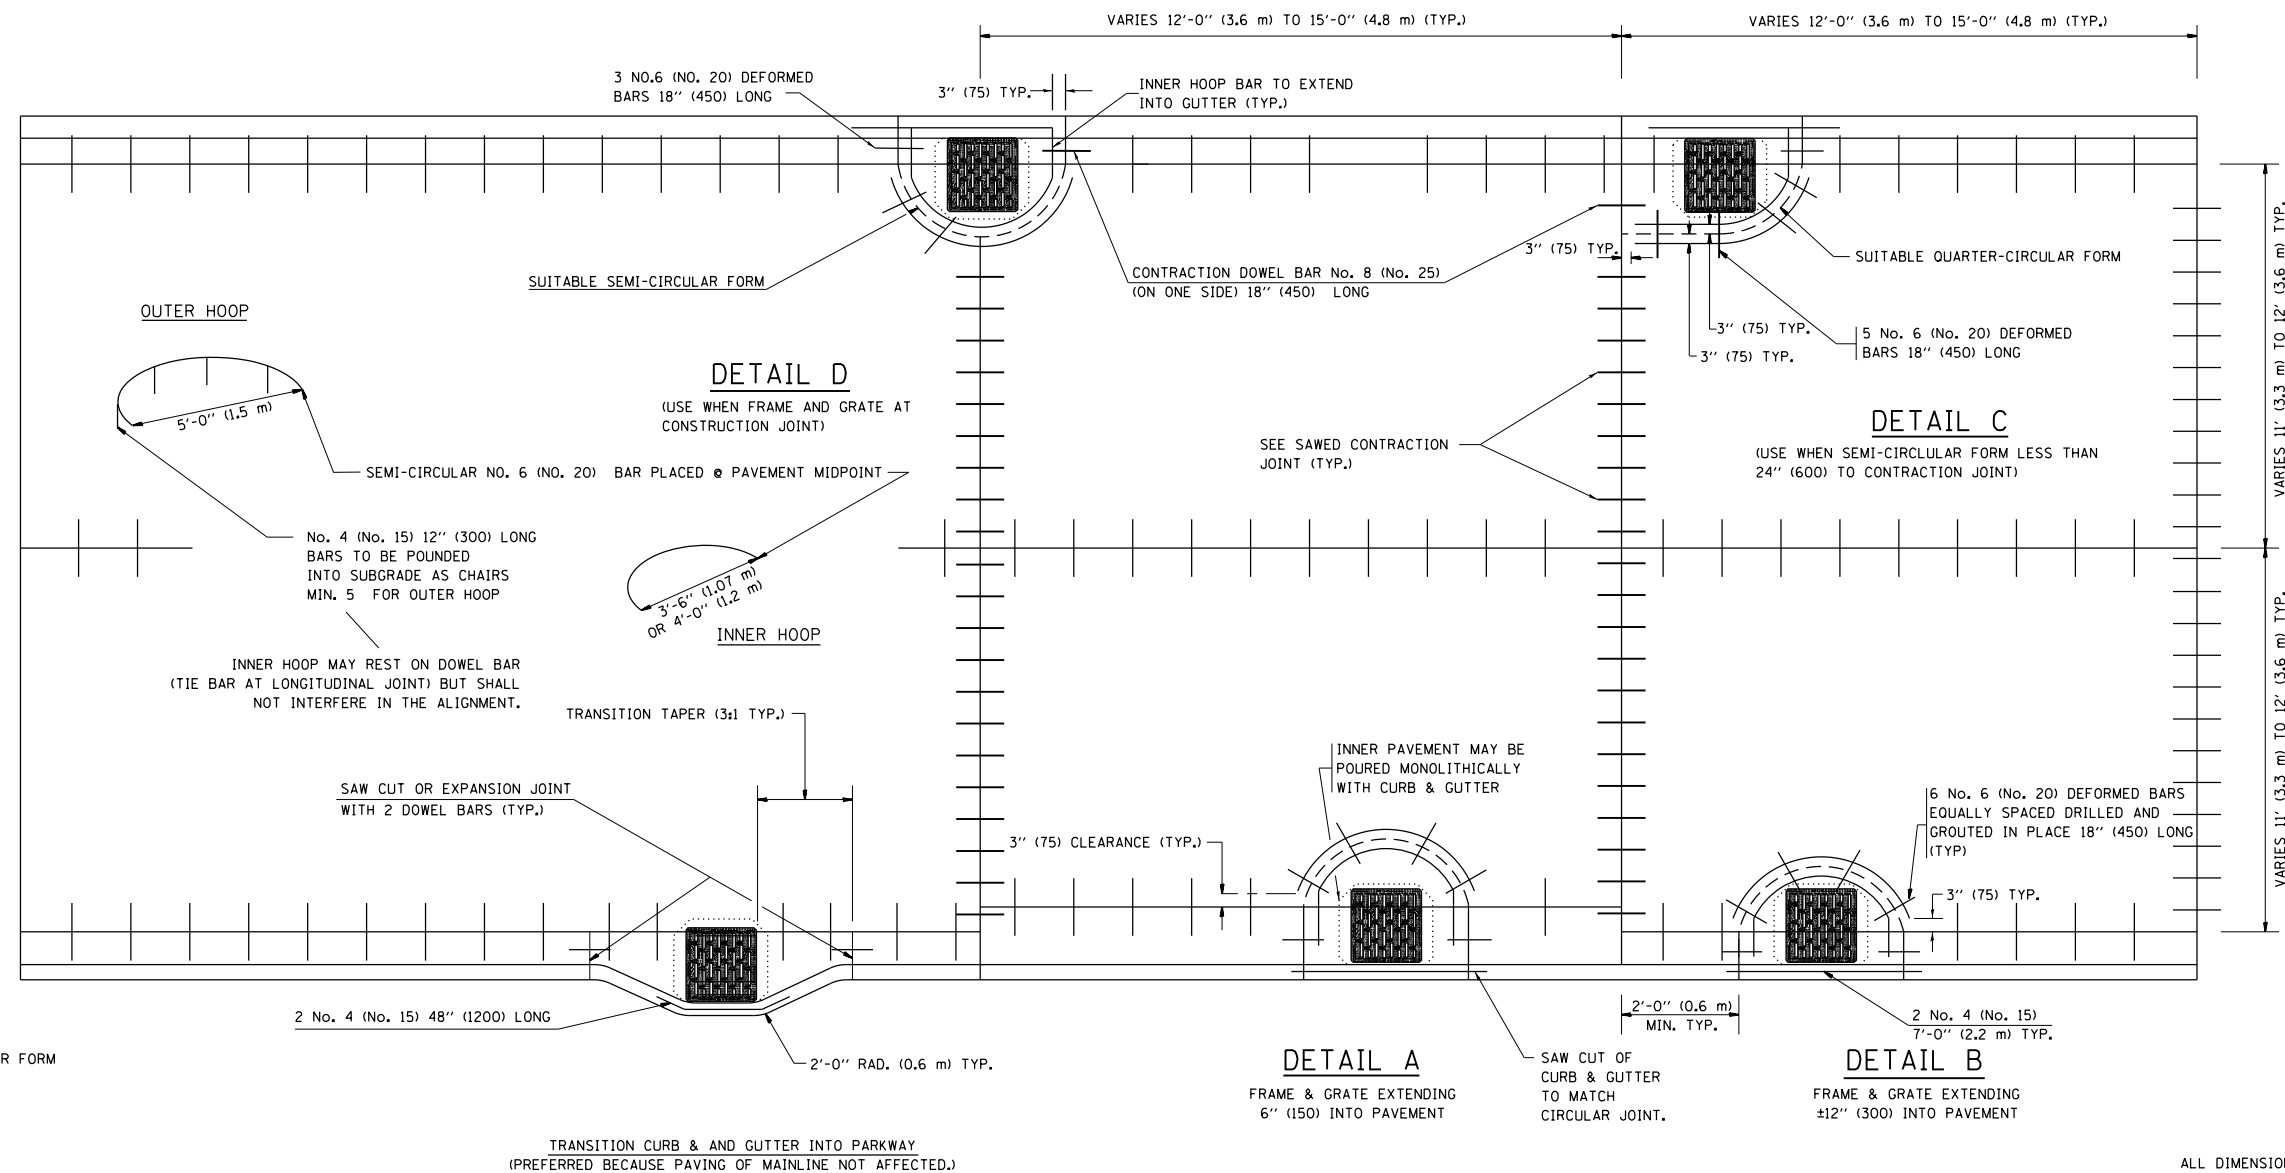 VARIES 12'-0" (3.6 m) TO 15'-0" (4.8 m) (TYP.)
VARIES 12'-0" (3.6 m) TO 15'-0" (4.8 m) (TYP.)
3 NO.6 (NO. 20) DEFORMED
BARS 18" (450) LONG
3" (75) TYP.
INNER HOOP BAR TO EXTEND
INTO GUTTER (TYP.)
SUITABLE SEMI-CIRCULAR FORM
CONTRACTION DOWEL BAR No. 8 (No. 25)
(ON ONE SIDE) 18" (450) LONG
3" (75) TYP.
SUITABLE QUARTER-CIRCULAR FORM
3" (75) TYP.
3" (75) TYP.
5 No. 6 (No. 20) DEFORMED
BARS 18" (450) LONG
VARIES 11' (3.3 m) TO 12' (3.6 m) TYP.
OUTER HOOP
5'-0" (1.5 m)
DETAIL D
(USE WHEN FRAME AND GRATE AT
CONSTRUCTION JOINT)
SEMI-CIRCULAR NO. 6 (NO. 20) BAR PLACED @ PAVEMENT MIDPOINT
SEE SAWED CONTRACTION
JOINT (TYP.)
DETAIL C
(USE WHEN SEMI-CIRCLULAR FORM LESS THAN
24" (600) TO CONTRACTION JOINT)
No. 4 (No. 15) 12" (300) LONG
BARS TO BE POUNDED
INTO SUBGRADE AS CHAIRS
MIN. 5 FOR OUTER HOOP
3'-6" (1.07 m)
OR 4'-0" (1.2 m)
INNER HOOP
INNER HOOP MAY REST ON DOWEL BAR
(TIE BAR AT LONGITUDINAL JOINT) BUT SHALL
NOT INTERFERE IN THE ALIGNMENT.
VARIES 11' (3.3 m) TO 12' (3.6 m) TYP.
TRANSITION TAPER (3:1 TYP.)
SAW CUT OR EXPANSION JOINT
WITH 2 DOWEL BARS (TYP.)
INNER PAVEMENT MAY BE
POURED MONOLITHICALLY
WITH CURB & GUTTER
3" (75) CLEARANCE (TYP.)
6 No. 6 (No. 20) DEFORMED BARS
EQUALLY SPACED DRILLED AND
GROUTED IN PLACE 18" (450) LONG
(TYP)
3" (75) TYP.
2 No. 4 (No. 15) 48" (1200) LONG
2'-0" RAD. (0.6 m) TYP.
2'-0" (0.6 m)
MIN. TYP.
2 No. 4 (No. 15)
7'-0" (2.2 m) TYP.
R FORM
DETAIL A
FRAME & GRATE EXTENDING
6" (150) INTO PAVEMENT
SAW CUT OF
CURB & GUTTER
TO MATCH
CIRCULAR JOINT.
DETAIL B
FRAME & GRATE EXTENDING
±12" (300) INTO PAVEMENT
TRANSITION CURB & AND GUTTER INTO PARKWAY
(PREFERRED BECAUSE PAVING OF MAINLINE NOT AFFECTED.)
ALL DIMENSION